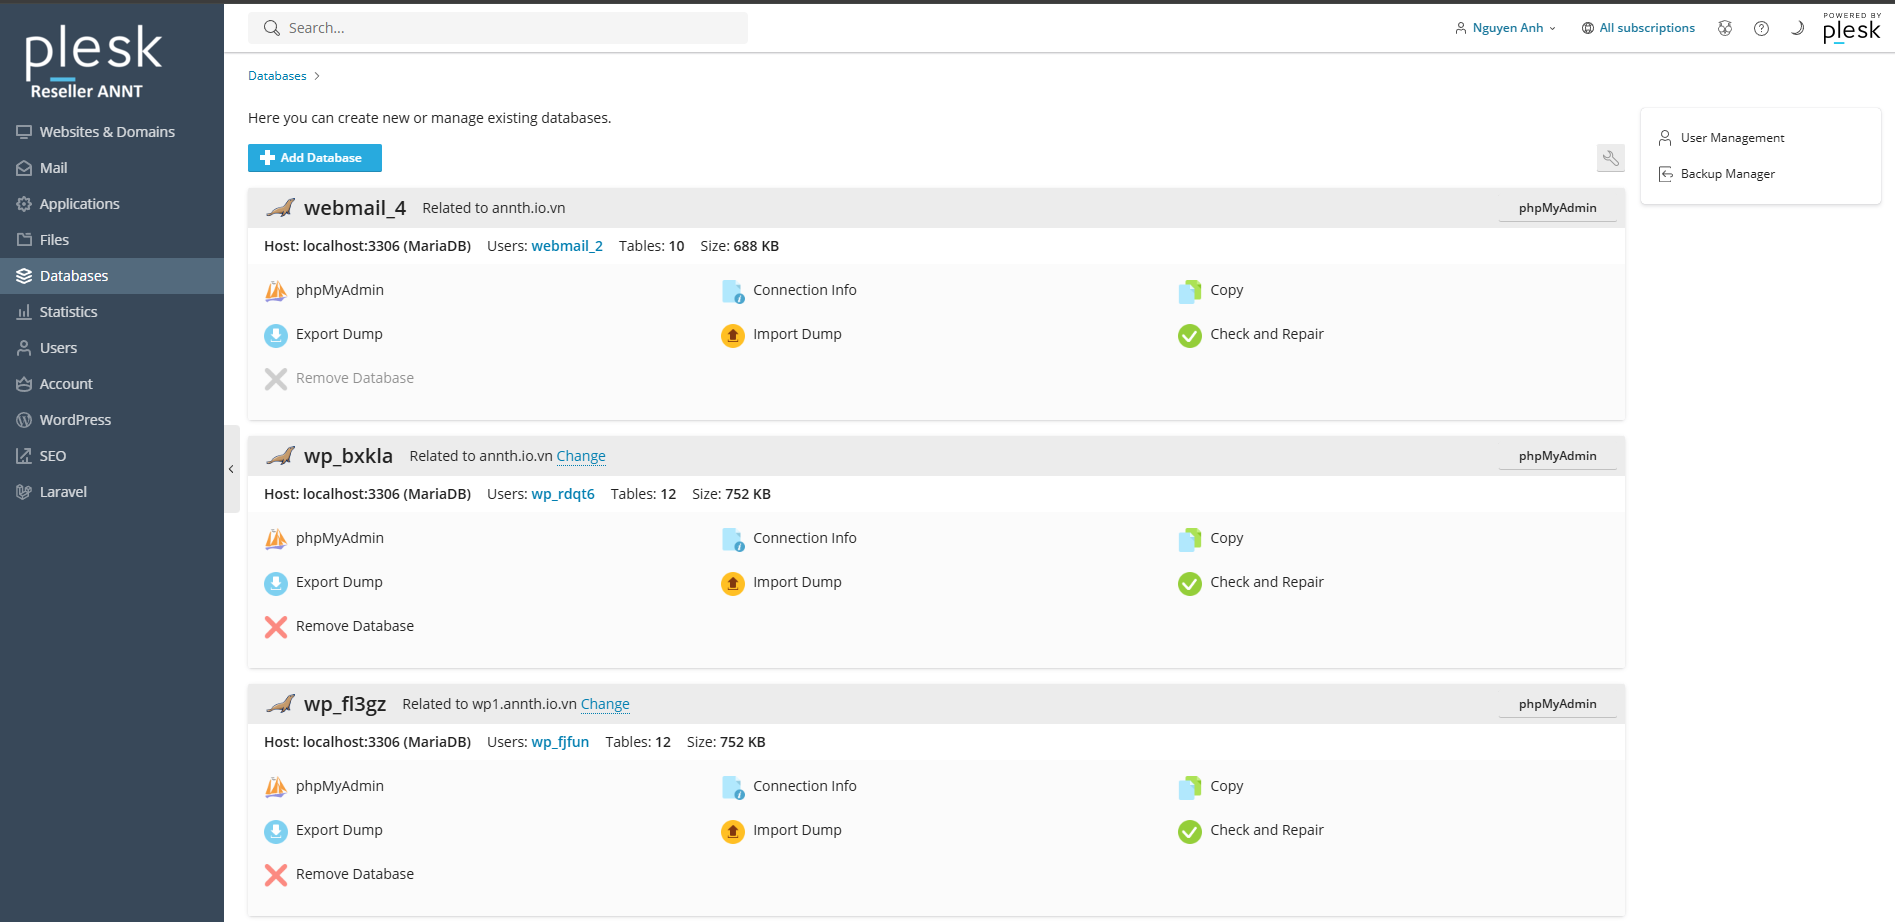 plesk
Reseller ANNT
Websites & Domains
Mail
Applications
Files
Databases
Statistics
Users
Account
WordPress
SEO
Laravel
Search...
Nguyen Anh
All subscriptions
POWERED BY
plesk
Databases
Here you can create new or manage existing databases.
Add Database
User Management
Backup Manager
webmail_4 Related to annth.io.vn phpMyAdmin
Host: localhost:3306 (MariaDB) Users: webmail_2 Tables: 10 Size: 688 KB
phpMyAdmin Connection Info Copy
Export Dump Import Dump Check and Repair
Remove Database
wp_bxkla Related to annth.io.vn Change phpMyAdmin
Host: localhost:3306 (MariaDB) Users: wp_rdqt6 Tables: 12 Size: 752 KB
phpMyAdmin Connection Info Copy
Export Dump Import Dump Check and Repair
Remove Database
wp_fl3gz Related to wp1.annth.io.vn Change phpMyAdmin
Host: localhost:3306 (MariaDB) Users: wp_fjfun Tables: 12 Size: 752 KB
phpMyAdmin Connection Info Copy
Export Dump Import Dump Check and Repair
Remove Database